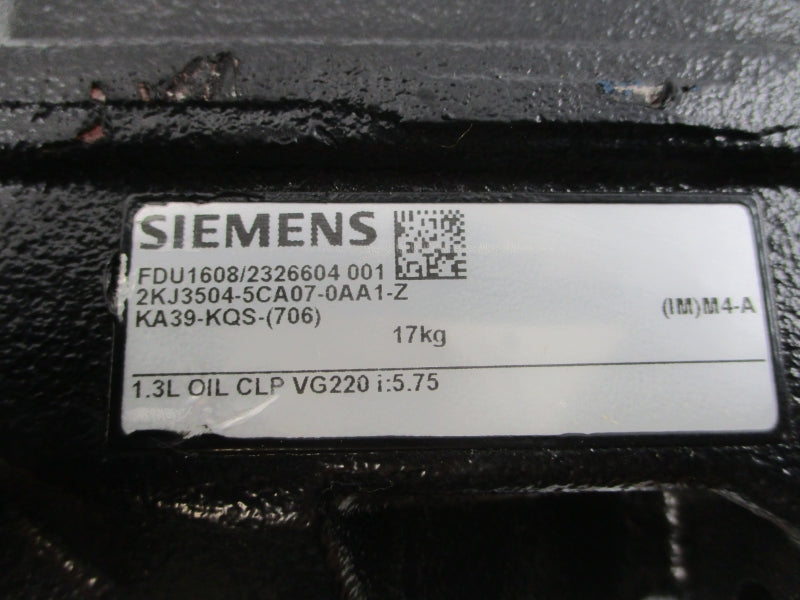 SIEMENS
FDU1608/2326604 001
2KJ3504-5CA07-0AA1-Z
KA39-KQS-(706)
(IM)M4-A
17kg
1.3L OIL CLP VG220 i:5.75